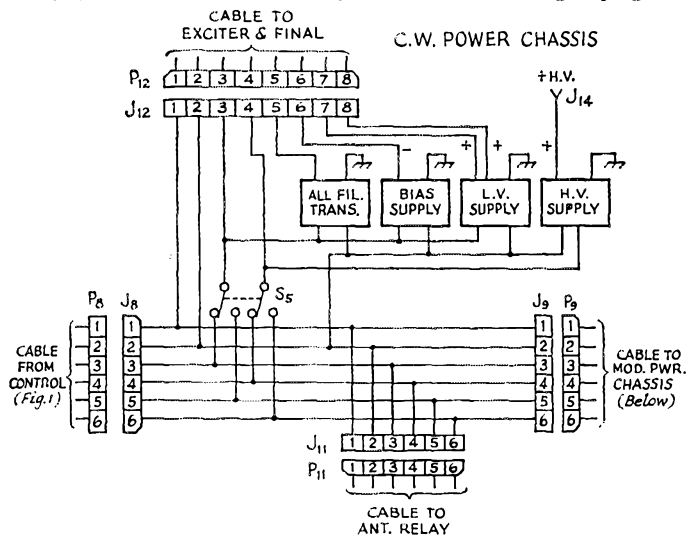 CABLE TO
EXCITER & FINAL
C.W. POWER CHASSIS
P12 1 2 3 4 5 6 7 8
J12 1 2 3 4 5 6 7 8
+H.V.
J14
− + + +
ALL FIL.
TRANS.
BIAS
SUPPLY
L.V.
SUPPLY
H.V.
SUPPLY
S5
P8 J8
1 1
2 2
3 3
4 4
5 5
6 6
CABLE
FROM
CONTROL
(Fig.1)
J9 P9
1 1
2 2
3 3
4 4
5 5
6 6
CABLE TO
MOD. PWR.
CHASSIS
(Below)
J11 1 2 3 4 5 6
P11 1 2 3 4 5 6
CABLE TO
ANT. RELAY